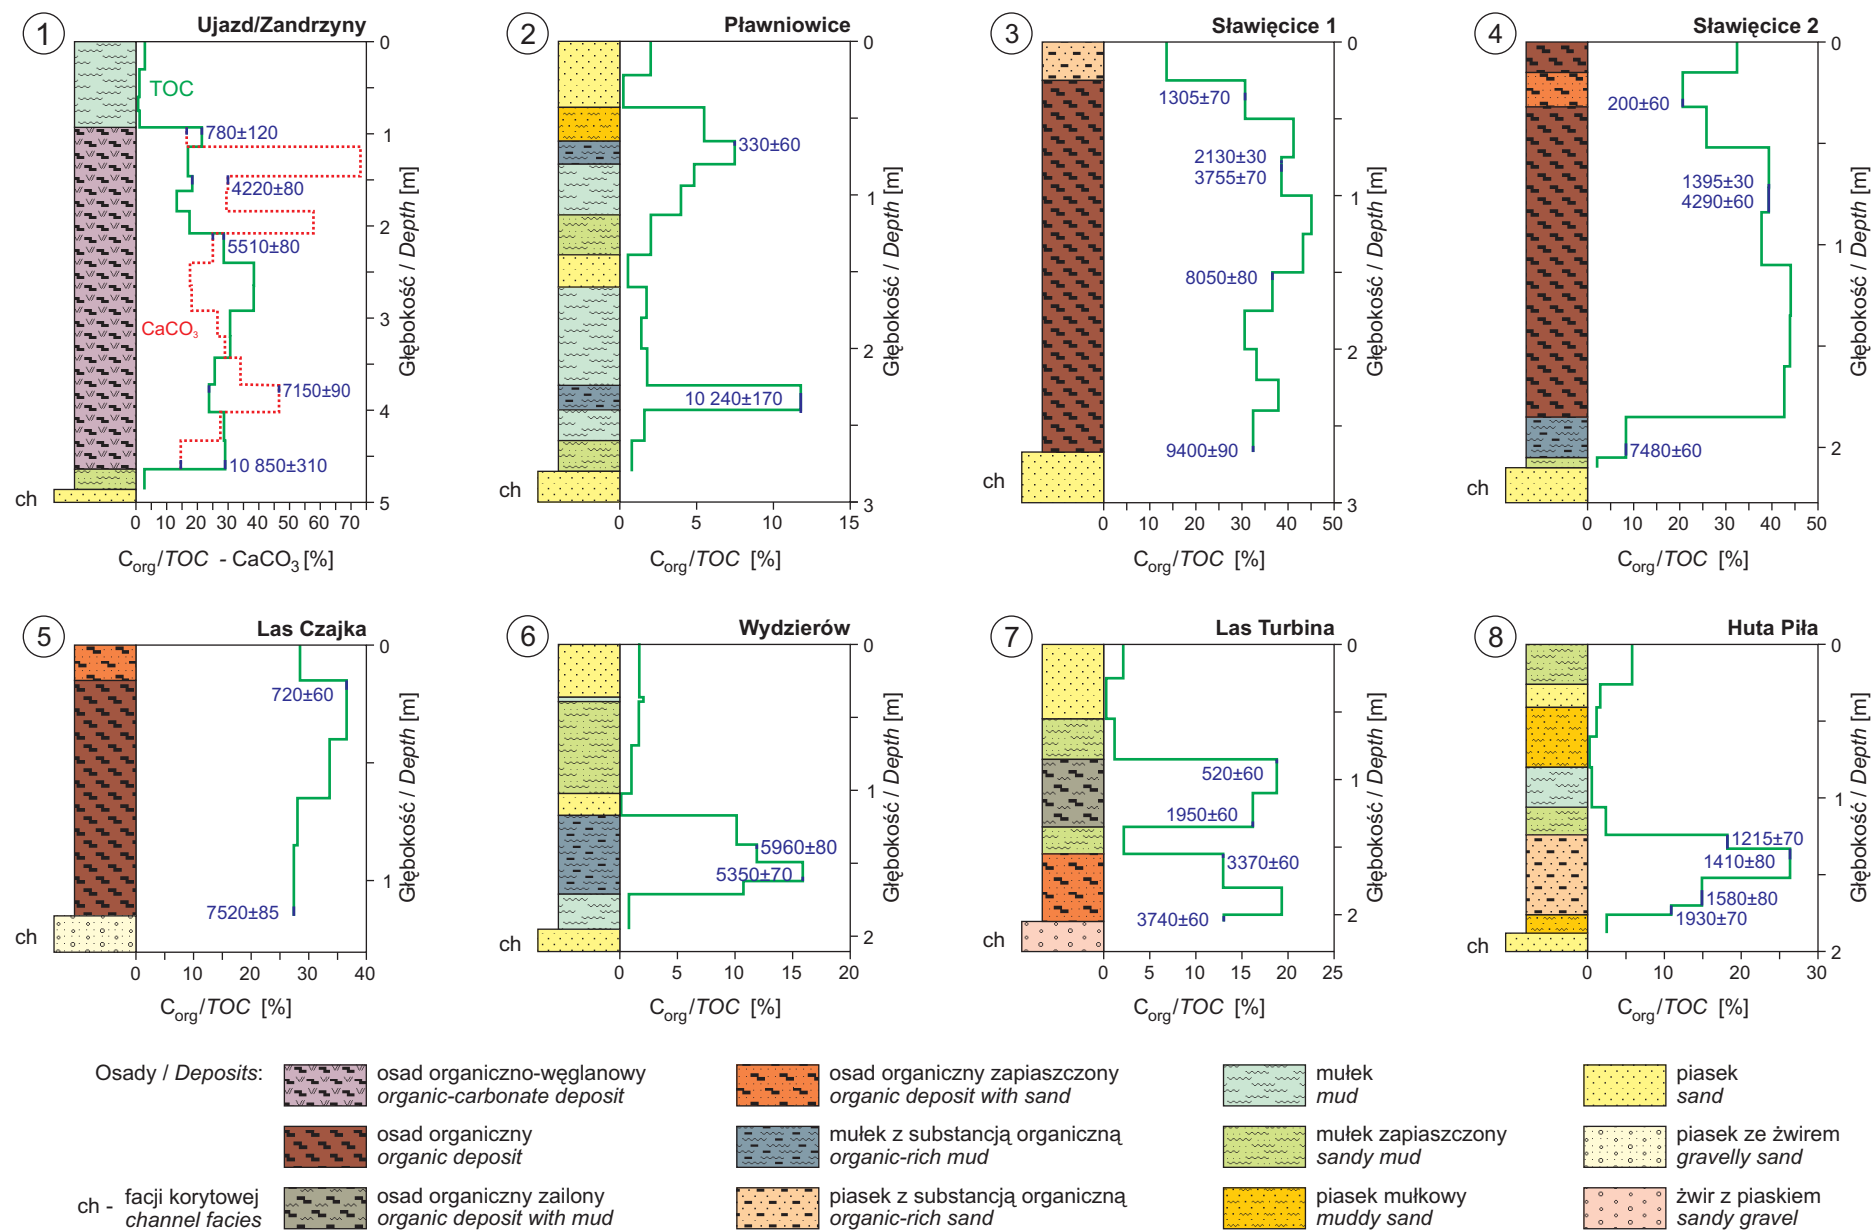 1 Ujazd/Zandrzyny
TOC
780±120
4220±80
5510±80
CaCO₃
7150±90
10 850±310
ch
0 1 2 3 4 5
Głębokość / Depth [m]
0 10 20 30 40 50 60 70
C_org/TOC - CaCO₃ [%]
2 Pławniowice
330±60
10 240±170
ch
0 1 2 3
Głębokość / Depth [m]
0 5 10 15
C_org/TOC [%]
3 Sławięcice 1
1305±70
2130±30
3755±70
8050±80
9400±90
ch
0 1 2 3
Głębokość / Depth [m]
0 10 20 30 40 50
C_org/TOC [%]
4 Sławięcice 2
200±60
1395±30
4290±60
7480±60
ch
0 1 2
Głębokość / Depth [m]
0 10 20 30 40 50
C_org/TOC [%]
5 Las Czajka
720±60
7520±85
ch
0 1
Głębokość / Depth [m]
0 10 20 30 40
C_org/TOC [%]
6 Wydzierów
5960±80
5350±70
0 1 2
Głębokość / Depth [m]
0 5 10 15 20
C_org/TOC [%]
7 Las Turbina
520±60
1950±60
3370±60
3740±60
ch
0 1 2
Głębokość / Depth [m]
0 5 10 15 20 25
C_org/TOC [%]
8 Huta Piła
1215±70
1410±80
1580±80
1930±70
ch
0 1 2
Głębokość / Depth [m]
0 10 20 30
C_org/TOC [%]
Osady / Deposits:
osad organiczno-węglanowy
organic-carbonate deposit
osad organiczny
organic deposit
ch - facji korytowej
channel facies
osad organiczny zailony
organic deposit with mud
osad organiczny zapiaszczony
organic deposit with sand
mułek z substancją organiczną
organic-rich mud
piasek z substancją organiczną
organic-rich sand
mułek
mud
mułek zapiaszczony
sandy mud
piasek mułkowy
muddy sand
piasek
sand
piasek ze żwirem
gravelly sand
żwir z piaskiem
sandy gravel